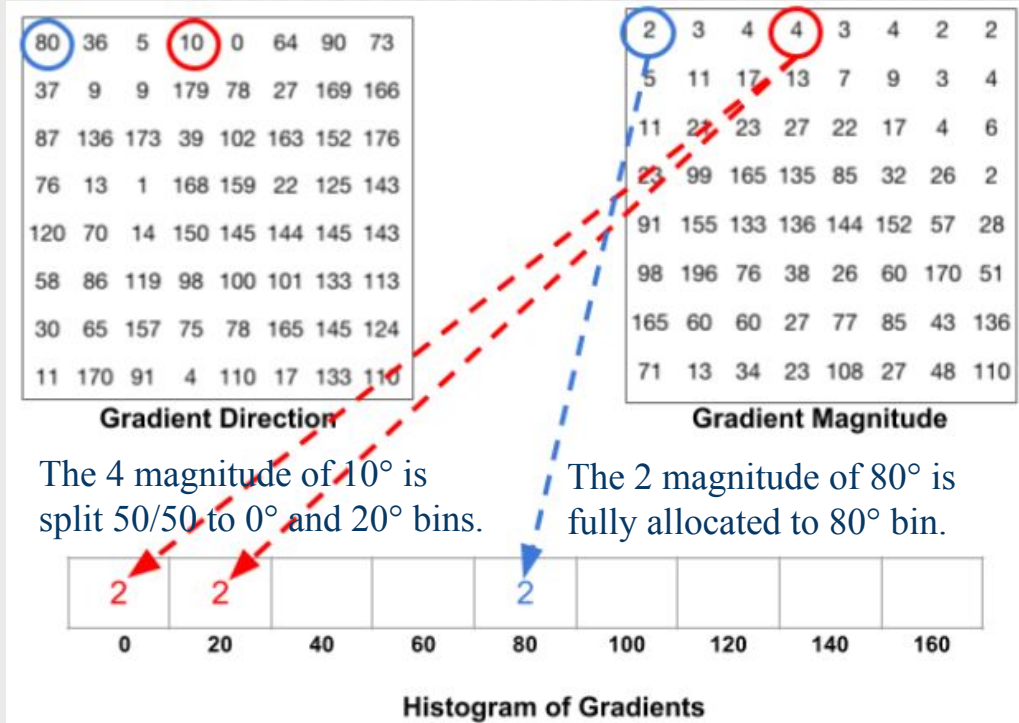 80 36 5 10 0 64 90 73
37 9 9 179 78 27 169 166
87 136 173 39 102 163 152 176
76 13 1 168 159 22 125 143
120 70 14 150 145 144 145 143
58 86 119 98 100 101 133 113
30 65 157 75 78 165 145 124
11 170 91 4 110 17 133 110
Gradient Direction
2 3 4 4 3 4 2 2
5 11 17 13 7 9 3 4
11 21 23 27 22 17 4 6
23 99 165 135 85 32 26 2
91 155 133 136 144 152 57 28
98 196 76 38 26 60 170 51
165 60 60 27 77 85 43 136
71 13 34 23 108 27 48 110
Gradient Magnitude
The 4 magnitude of 10° is
split 50/50 to 0° and 20° bins.
The 2 magnitude of 80° is
fully allocated to 80° bin.
2 2 2
0 20 40 60 80 100 120 140 160
Histogram of Gradients